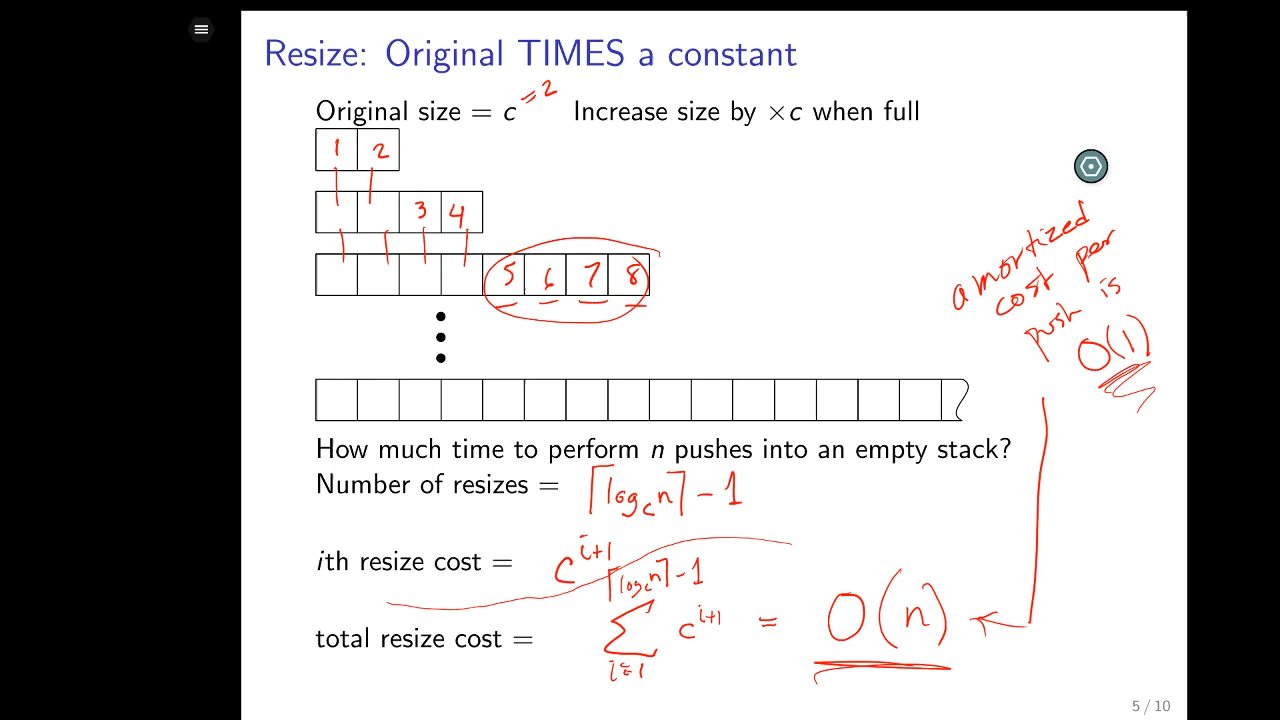 Resize: Original TIMES a constant
Original size = c = 2 Increase size by ×c when full
1 2
3 4
5 6 7 8
amortized
cost per
push is
O(1)
How much time to perform n pushes into an empty stack?
Number of resizes = ⌈log_c n⌉ - 1
ith resize cost = c^{i+1}
total resize cost = \sum_{i=1}^{⌈log_c n⌉ - 1} c^{i+1} = O(n)
5 / 10